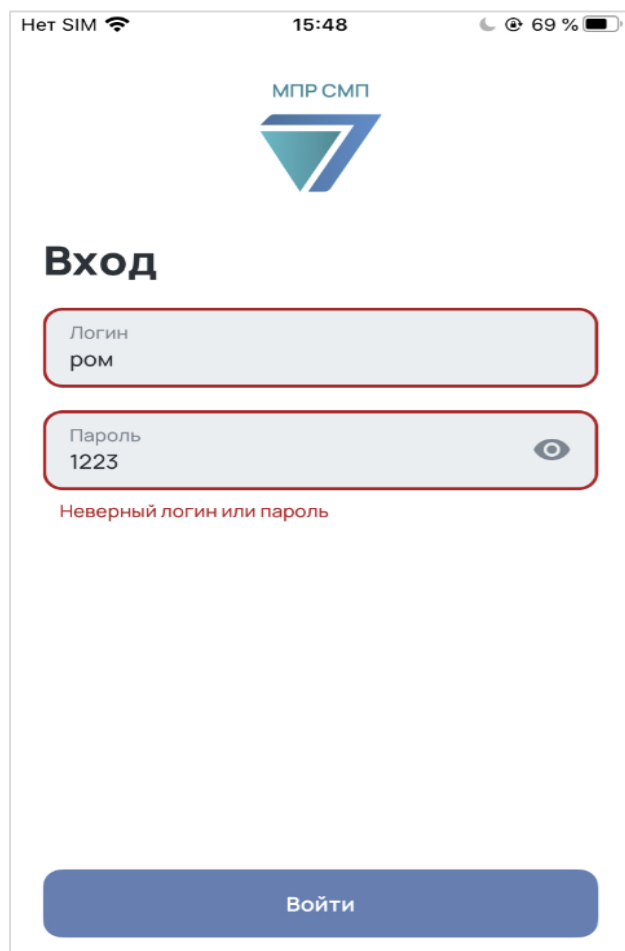 Нет SIM 15:48 69 %
МПР СМП
Вход
Логин
ром
Пароль
1223
Неверный логин или пароль
Войти